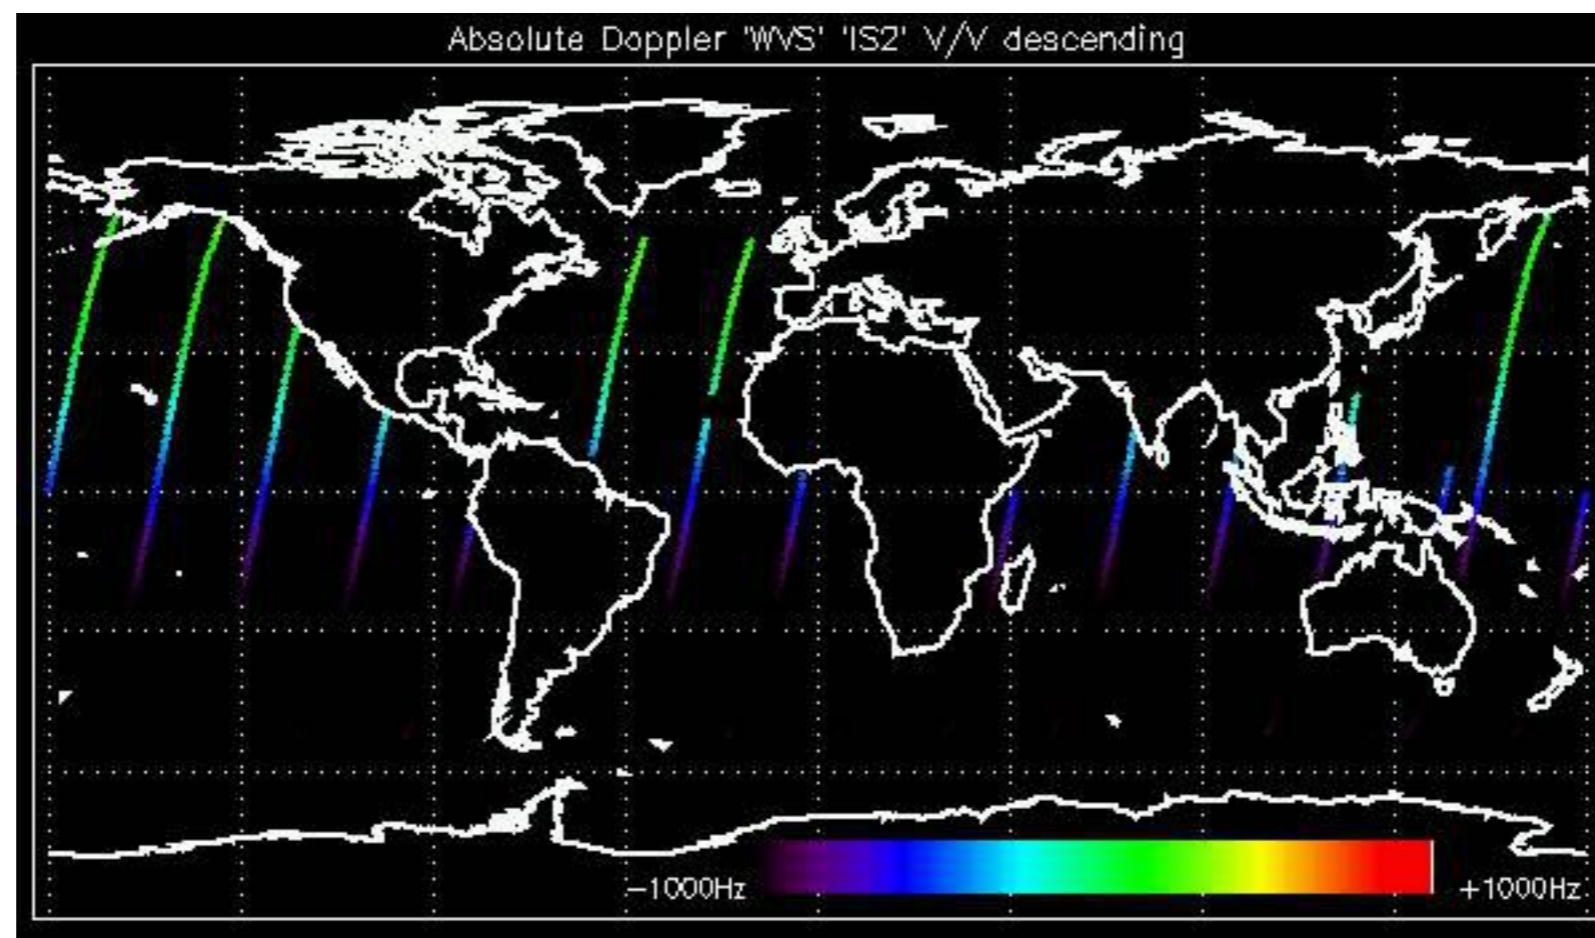 Absolute Doppler 'WVS' 'IS2' V/V descending
-1000Hz
+1000Hz